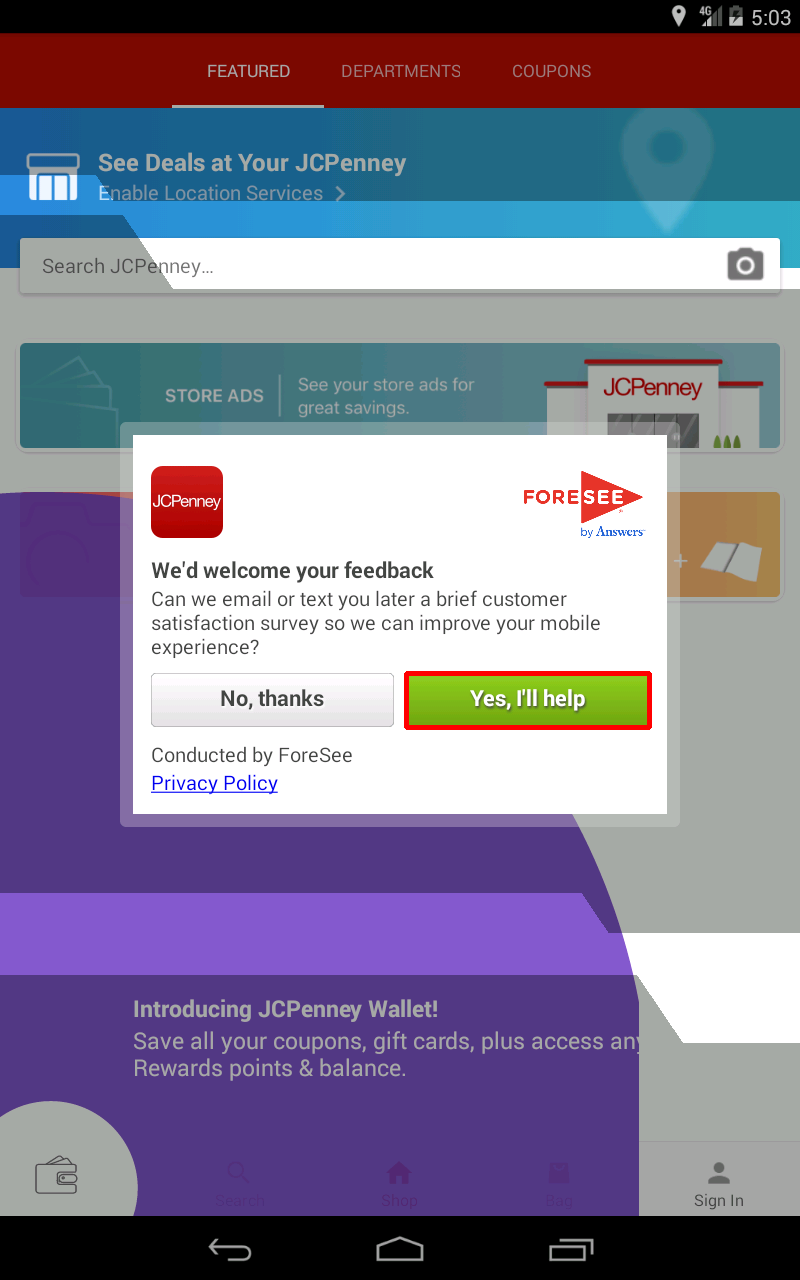 4G 5:03
FEATURED DEPARTMENTS COUPONS
See Deals at Your JCPenney
Enable Location Services
Search JCPenney...
STORE ADS
See your store ads for
great savings.
JCPenney
JCPenney
FORESEE
by Answers
We'd welcome your feedback
Can we email or text you later a brief customer
satisfaction survey so we can improve your mobile
experience?
No, thanks
Yes, I'll help
Conducted by ForeSee
Privacy Policy
Introducing JCPenney Wallet!
Save all your coupons, gift cards, plus access any
Rewards points & balance.
Search Shop Bag Sign In